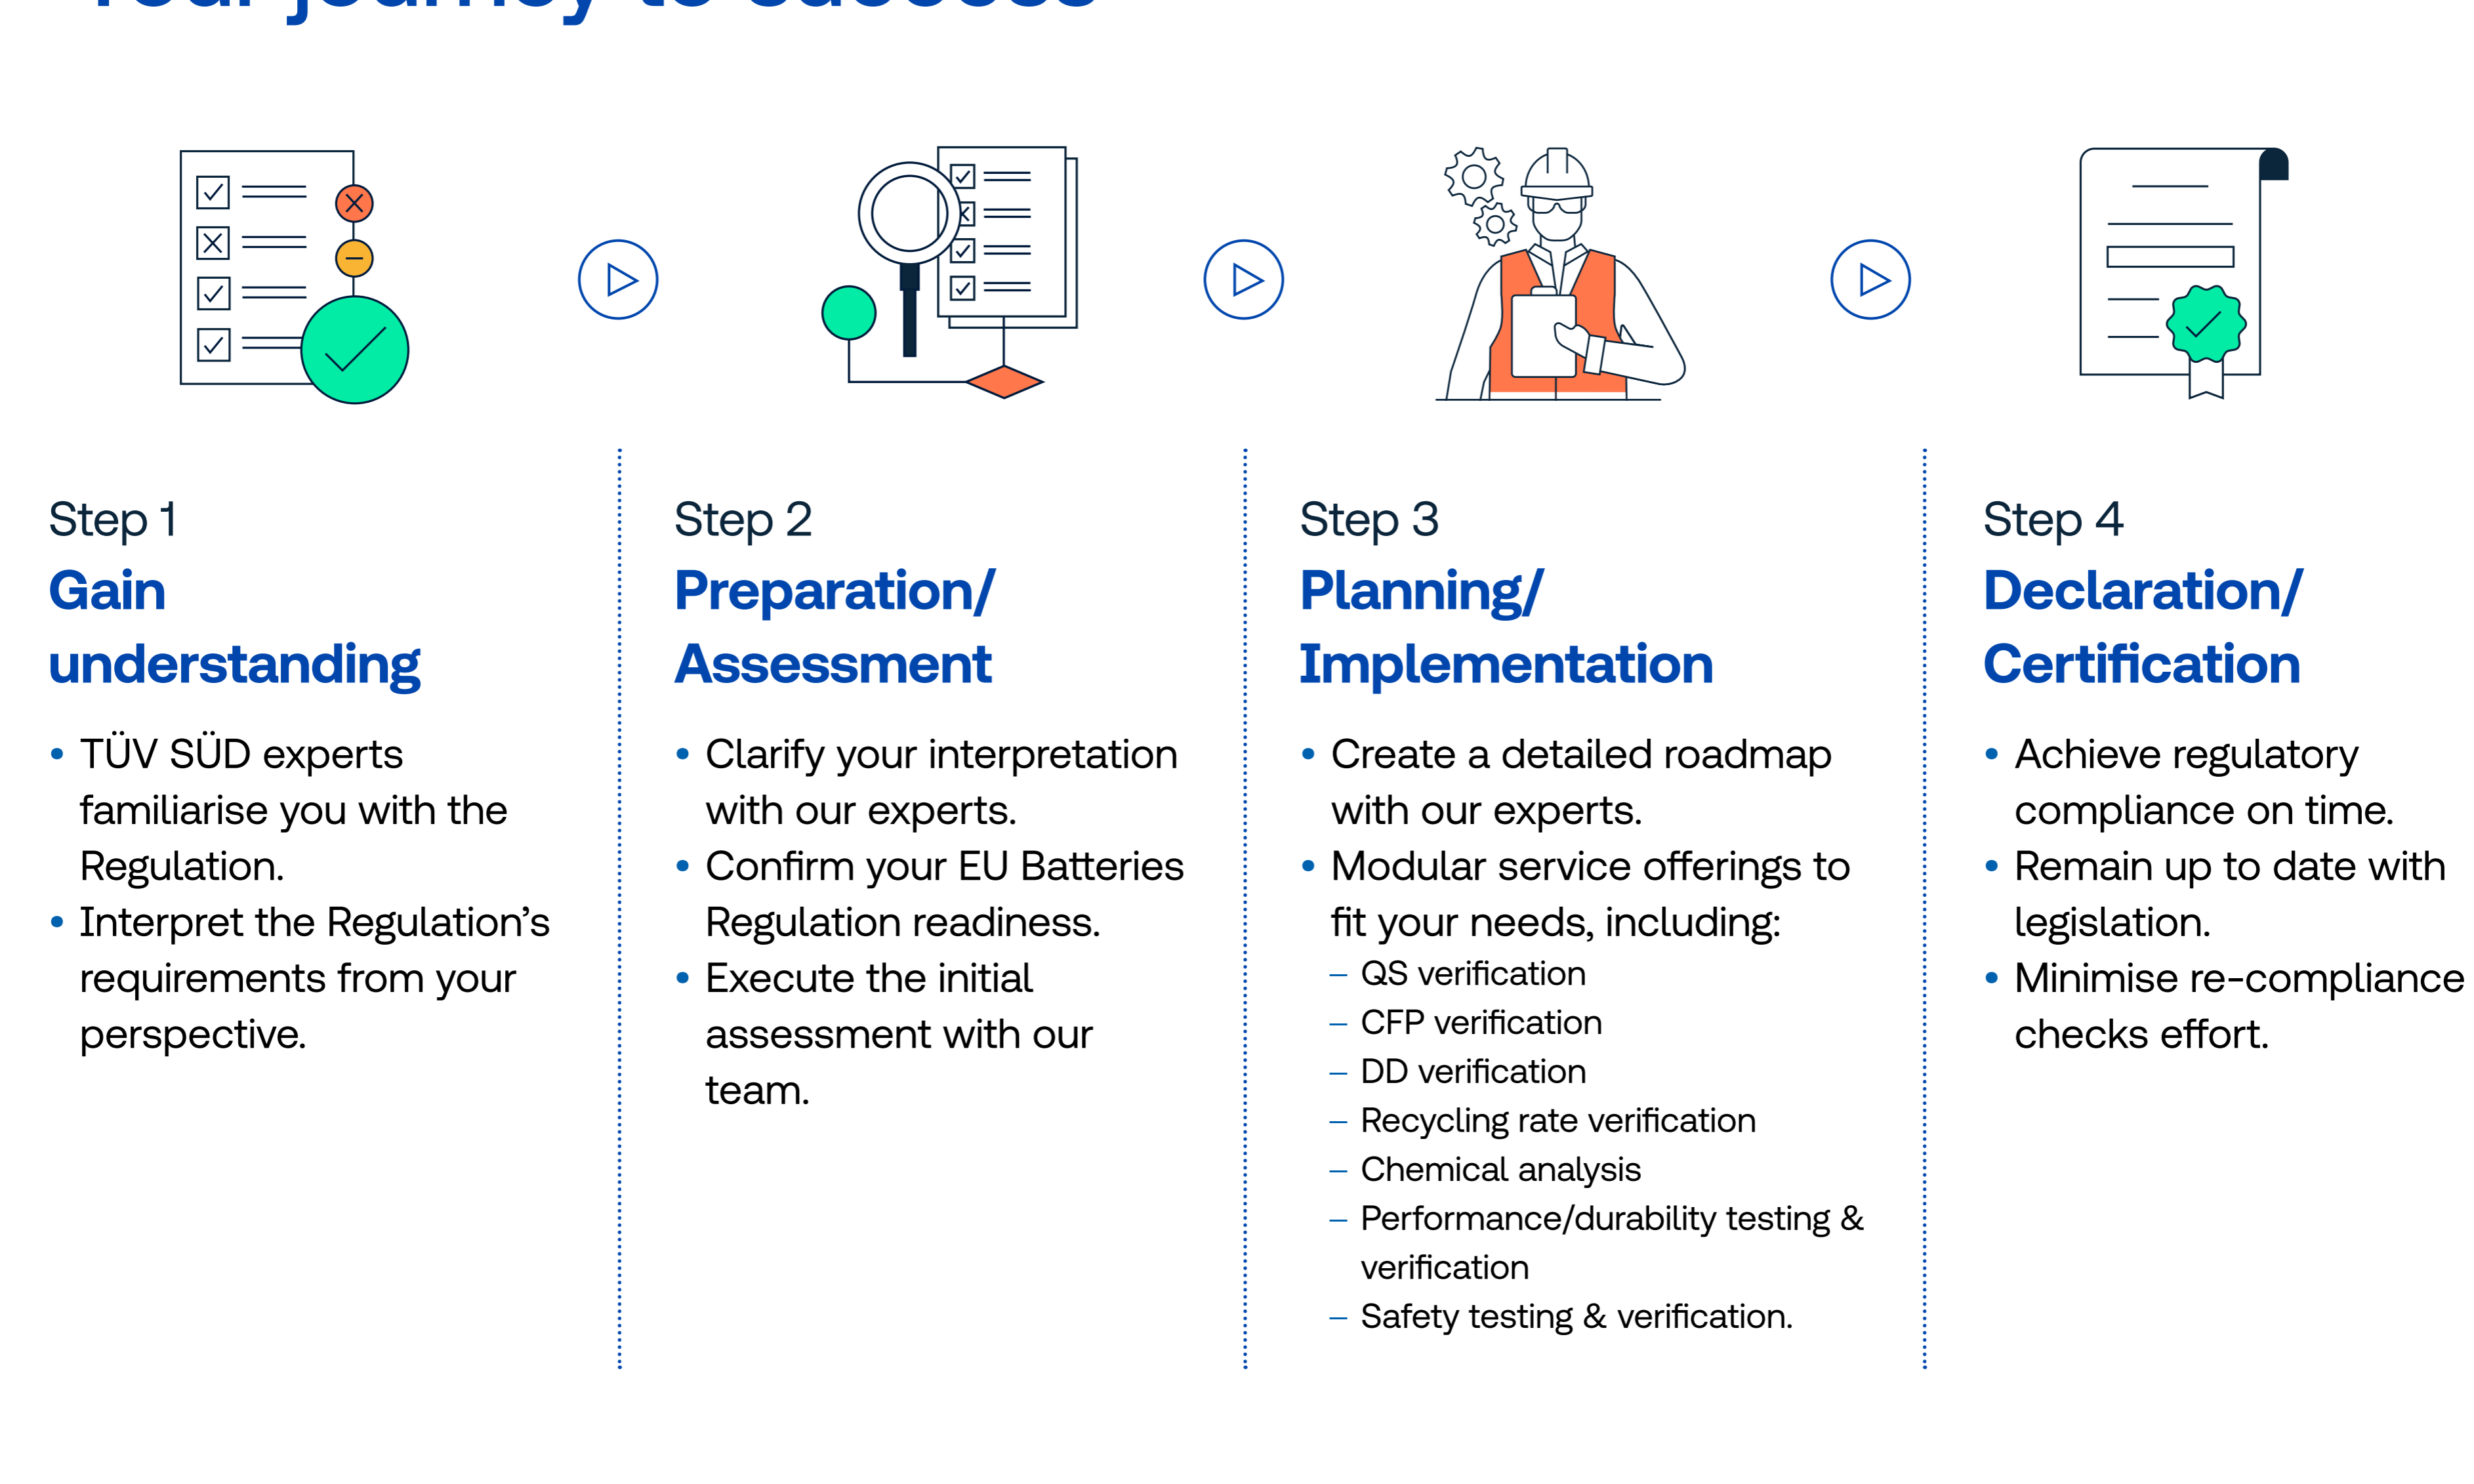 Your journey to success
Step 1
Gain
understanding
• TÜV SÜD experts
familiarise you with the
Regulation.
• Interpret the Regulation's
requirements from your
perspective.
Step 2
Preparation/
Assessment
• Clarify your interpretation
with our experts.
• Confirm your EU Batteries
Regulation readiness.
• Execute the initial
assessment with our
team.
Step 3
Planning/
Implementation
• Create a detailed roadmap
with our experts.
• Modular service offerings to
fit your needs, including:
– QS verification
– CFP verification
– DD verification
– Recycling rate verification
– Chemical analysis
– Performance/durability testing &
verification
– Safety testing & verification.
Step 4
Declaration/
Certification
• Achieve regulatory
compliance on time.
• Remain up to date with
legislation.
• Minimise re-compliance
checks effort.